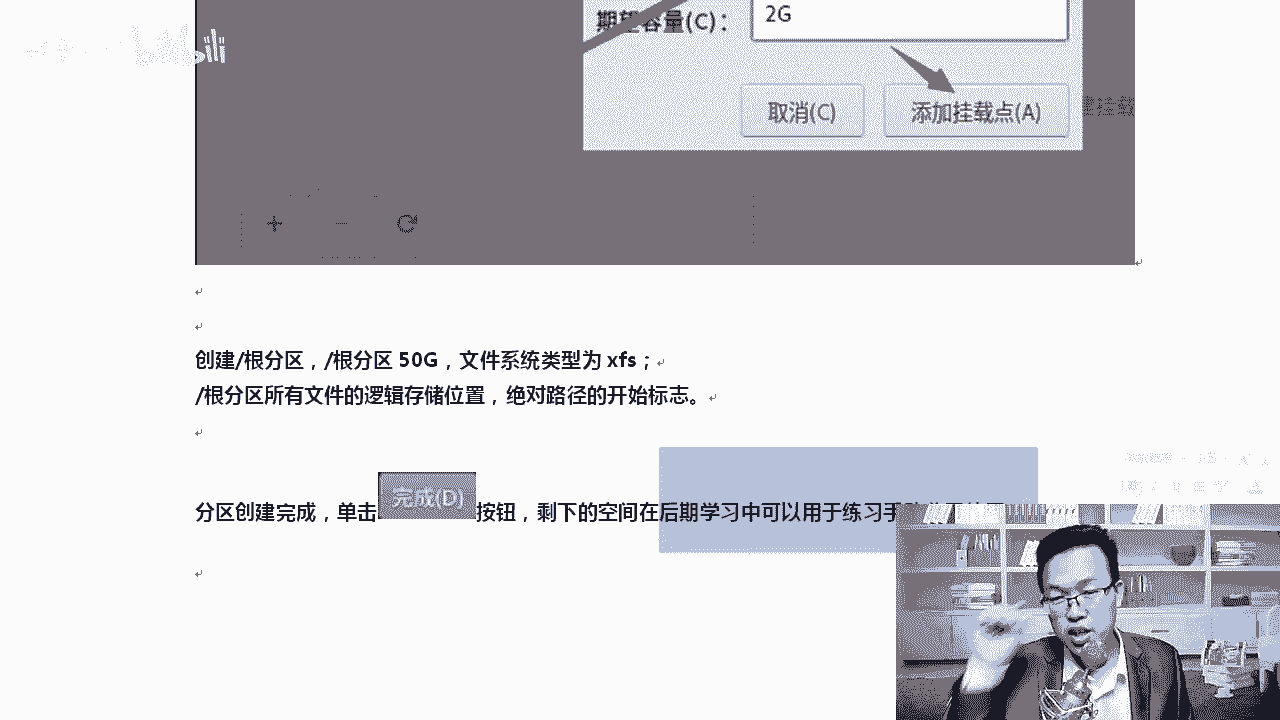 期望容量(C)：
2G
取消(C)
添加挂载点(A)
创建/根分区，/根分区 50G，文件系统类型为 xfs；
/根分区所有文件的逻辑存储位置，绝对路径的开始标志。
分区创建完成，单击 完成(D) 按钮，剩下的空间在后期学习中可以用于练习手